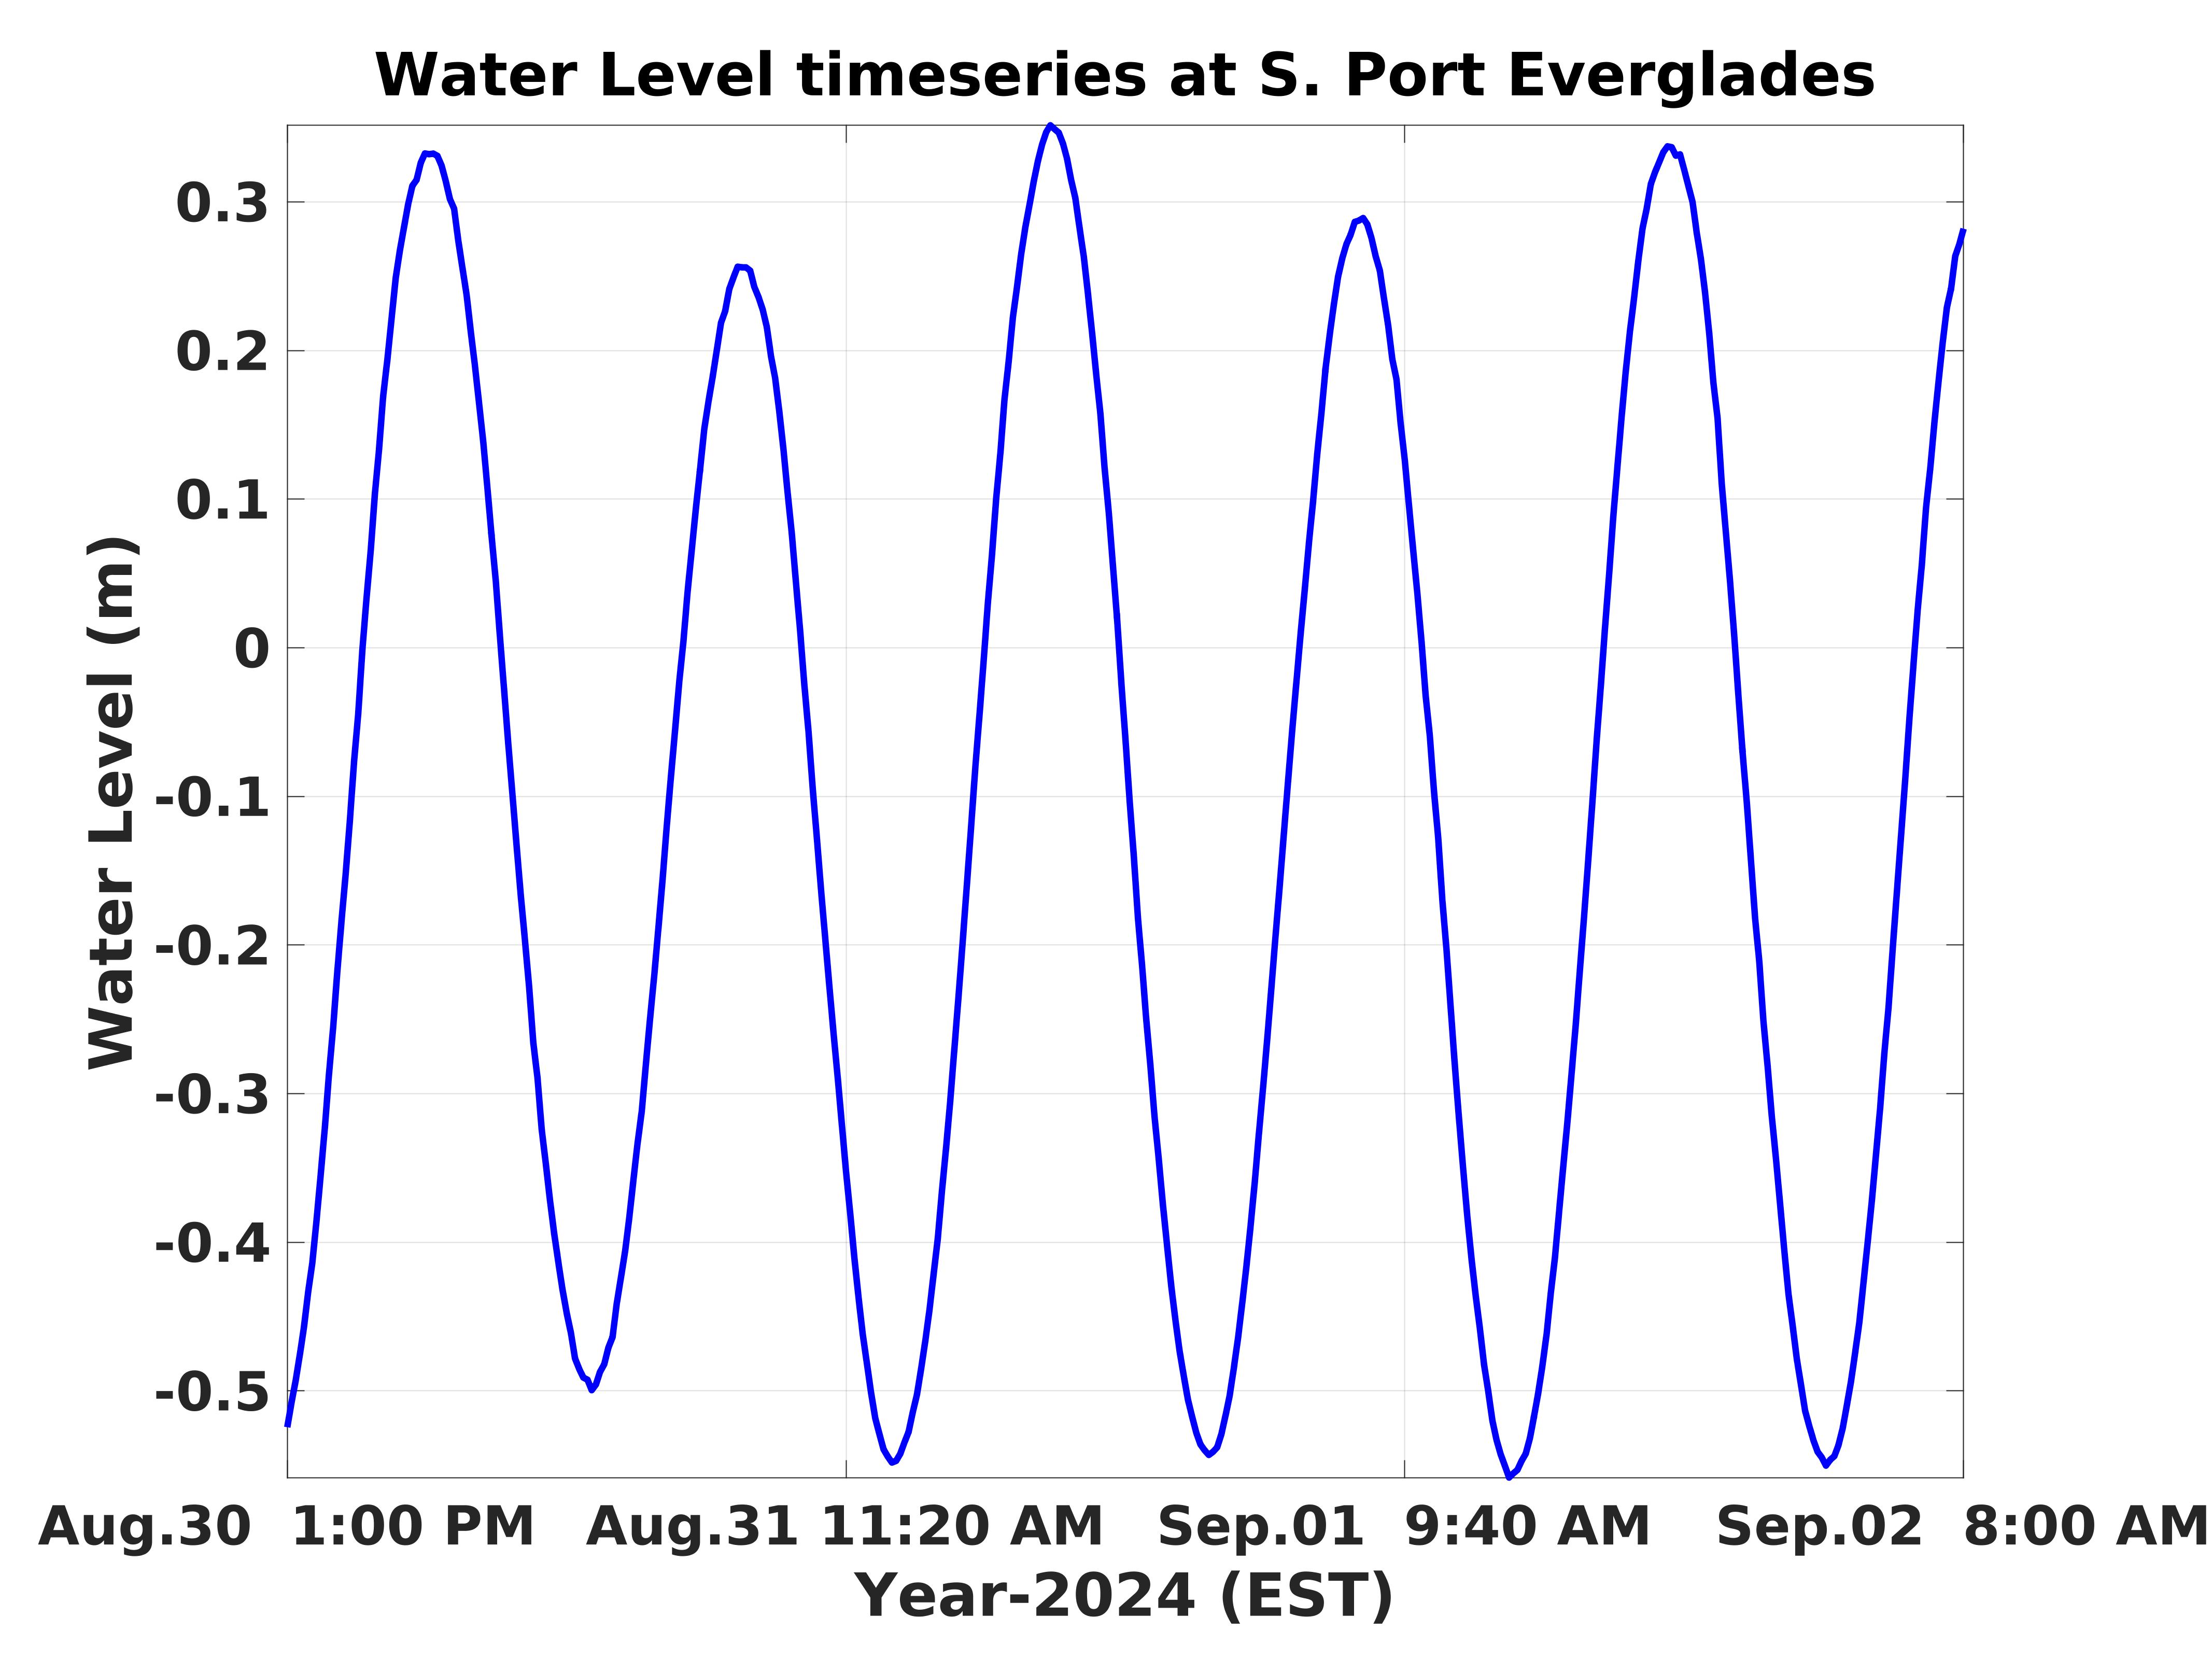 Water Level timeseries at S. Port Everglades
Water Level (m)
0.3
0.2
0.1
0
-0.1
-0.2
-0.3
-0.4
-0.5
Aug.30 1:00 PM Aug.31 11:20 AM Sep.01 9:40 AM Sep.02 8:00 AM
Year-2024 (EST)